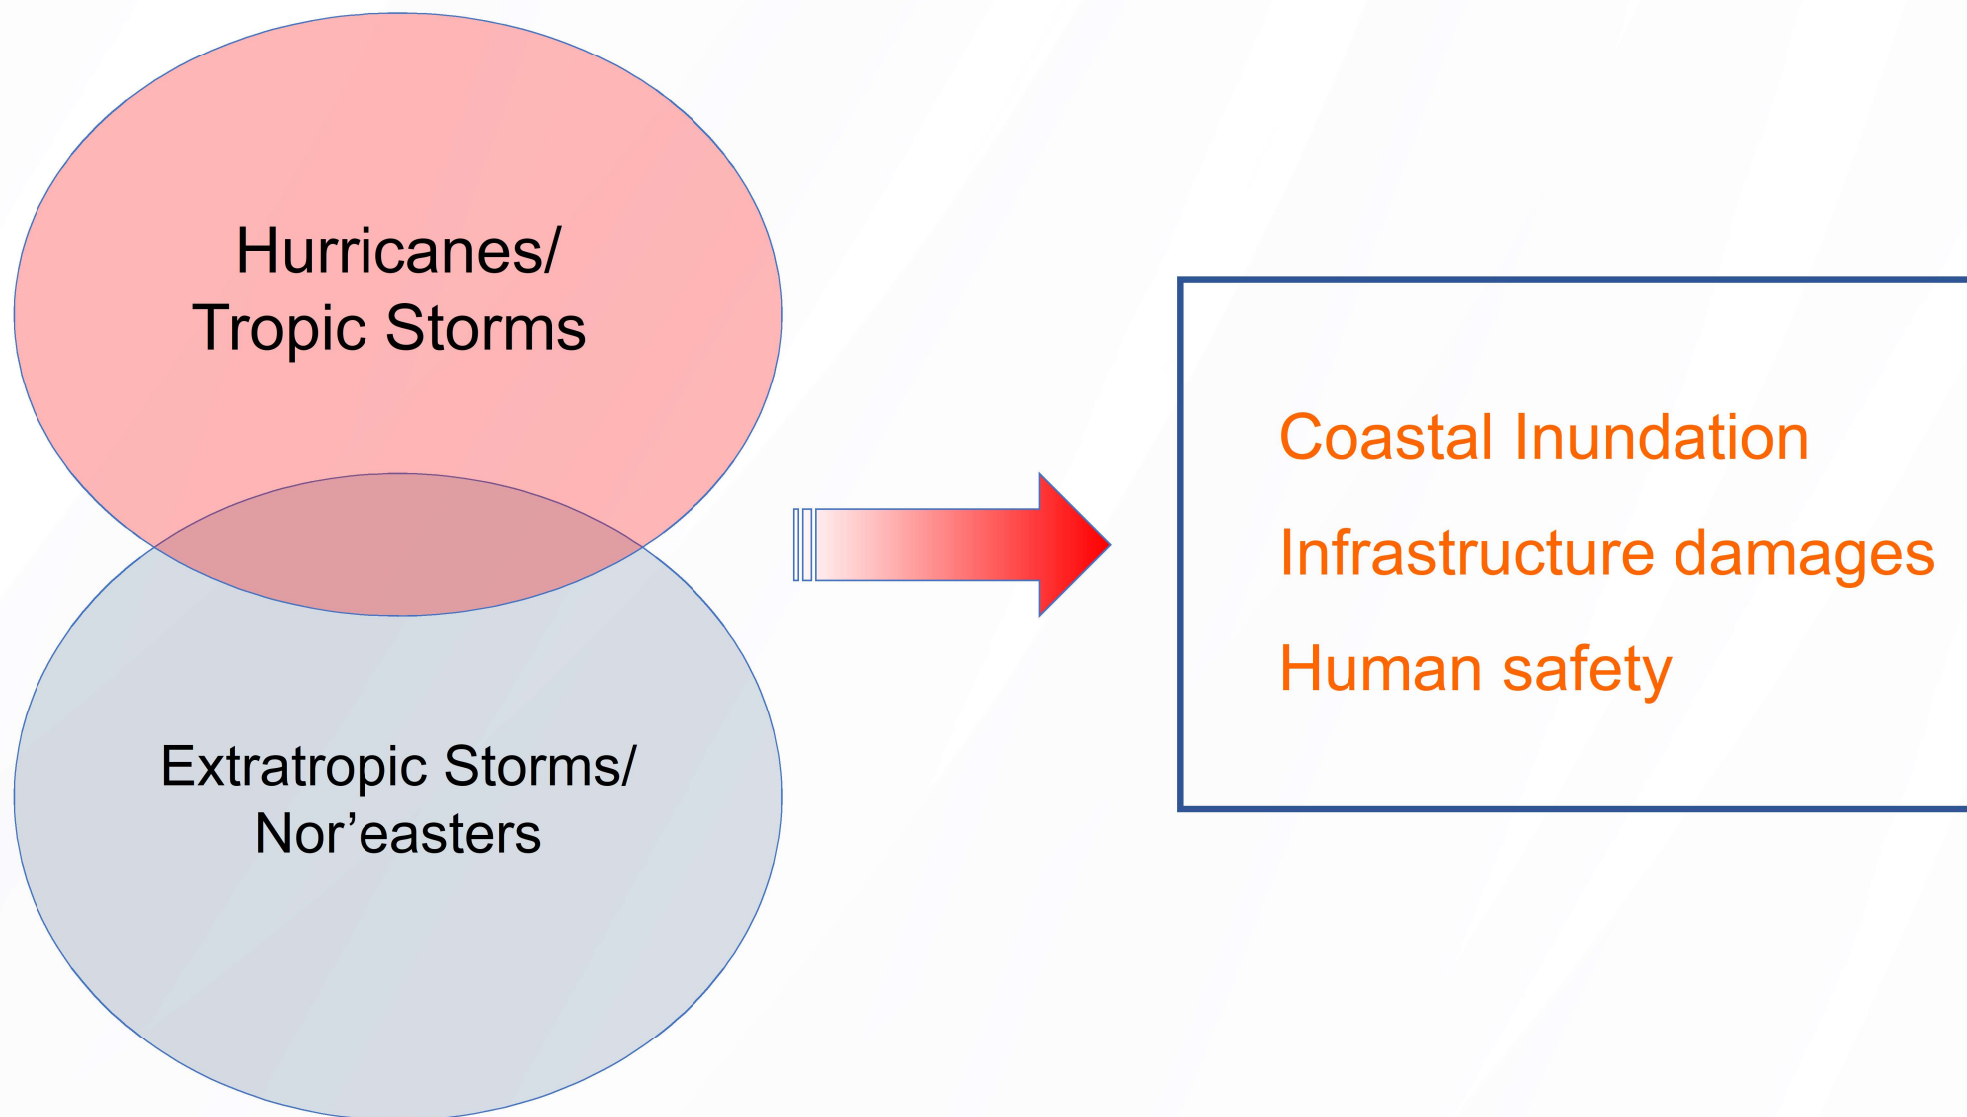 Hurricanes/
Tropic Storms
Extratropic Storms/
Nor’easters
Coastal Inundation
Infrastructure damages
Human safety